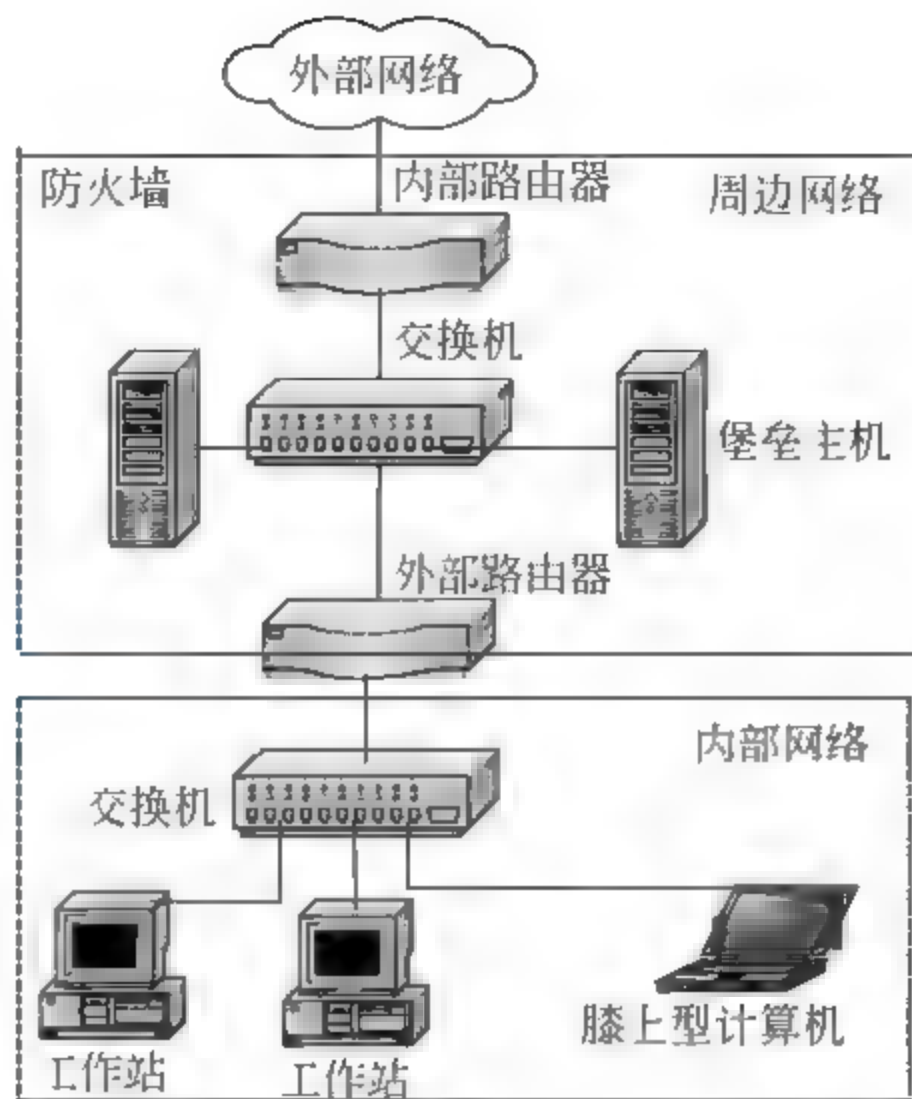 外部网络
防火墙
内部路由器
周边网络
交换机
堡垒主机
外部路由器
内部网络
交换机
膝上型计算机
工作站
工作站